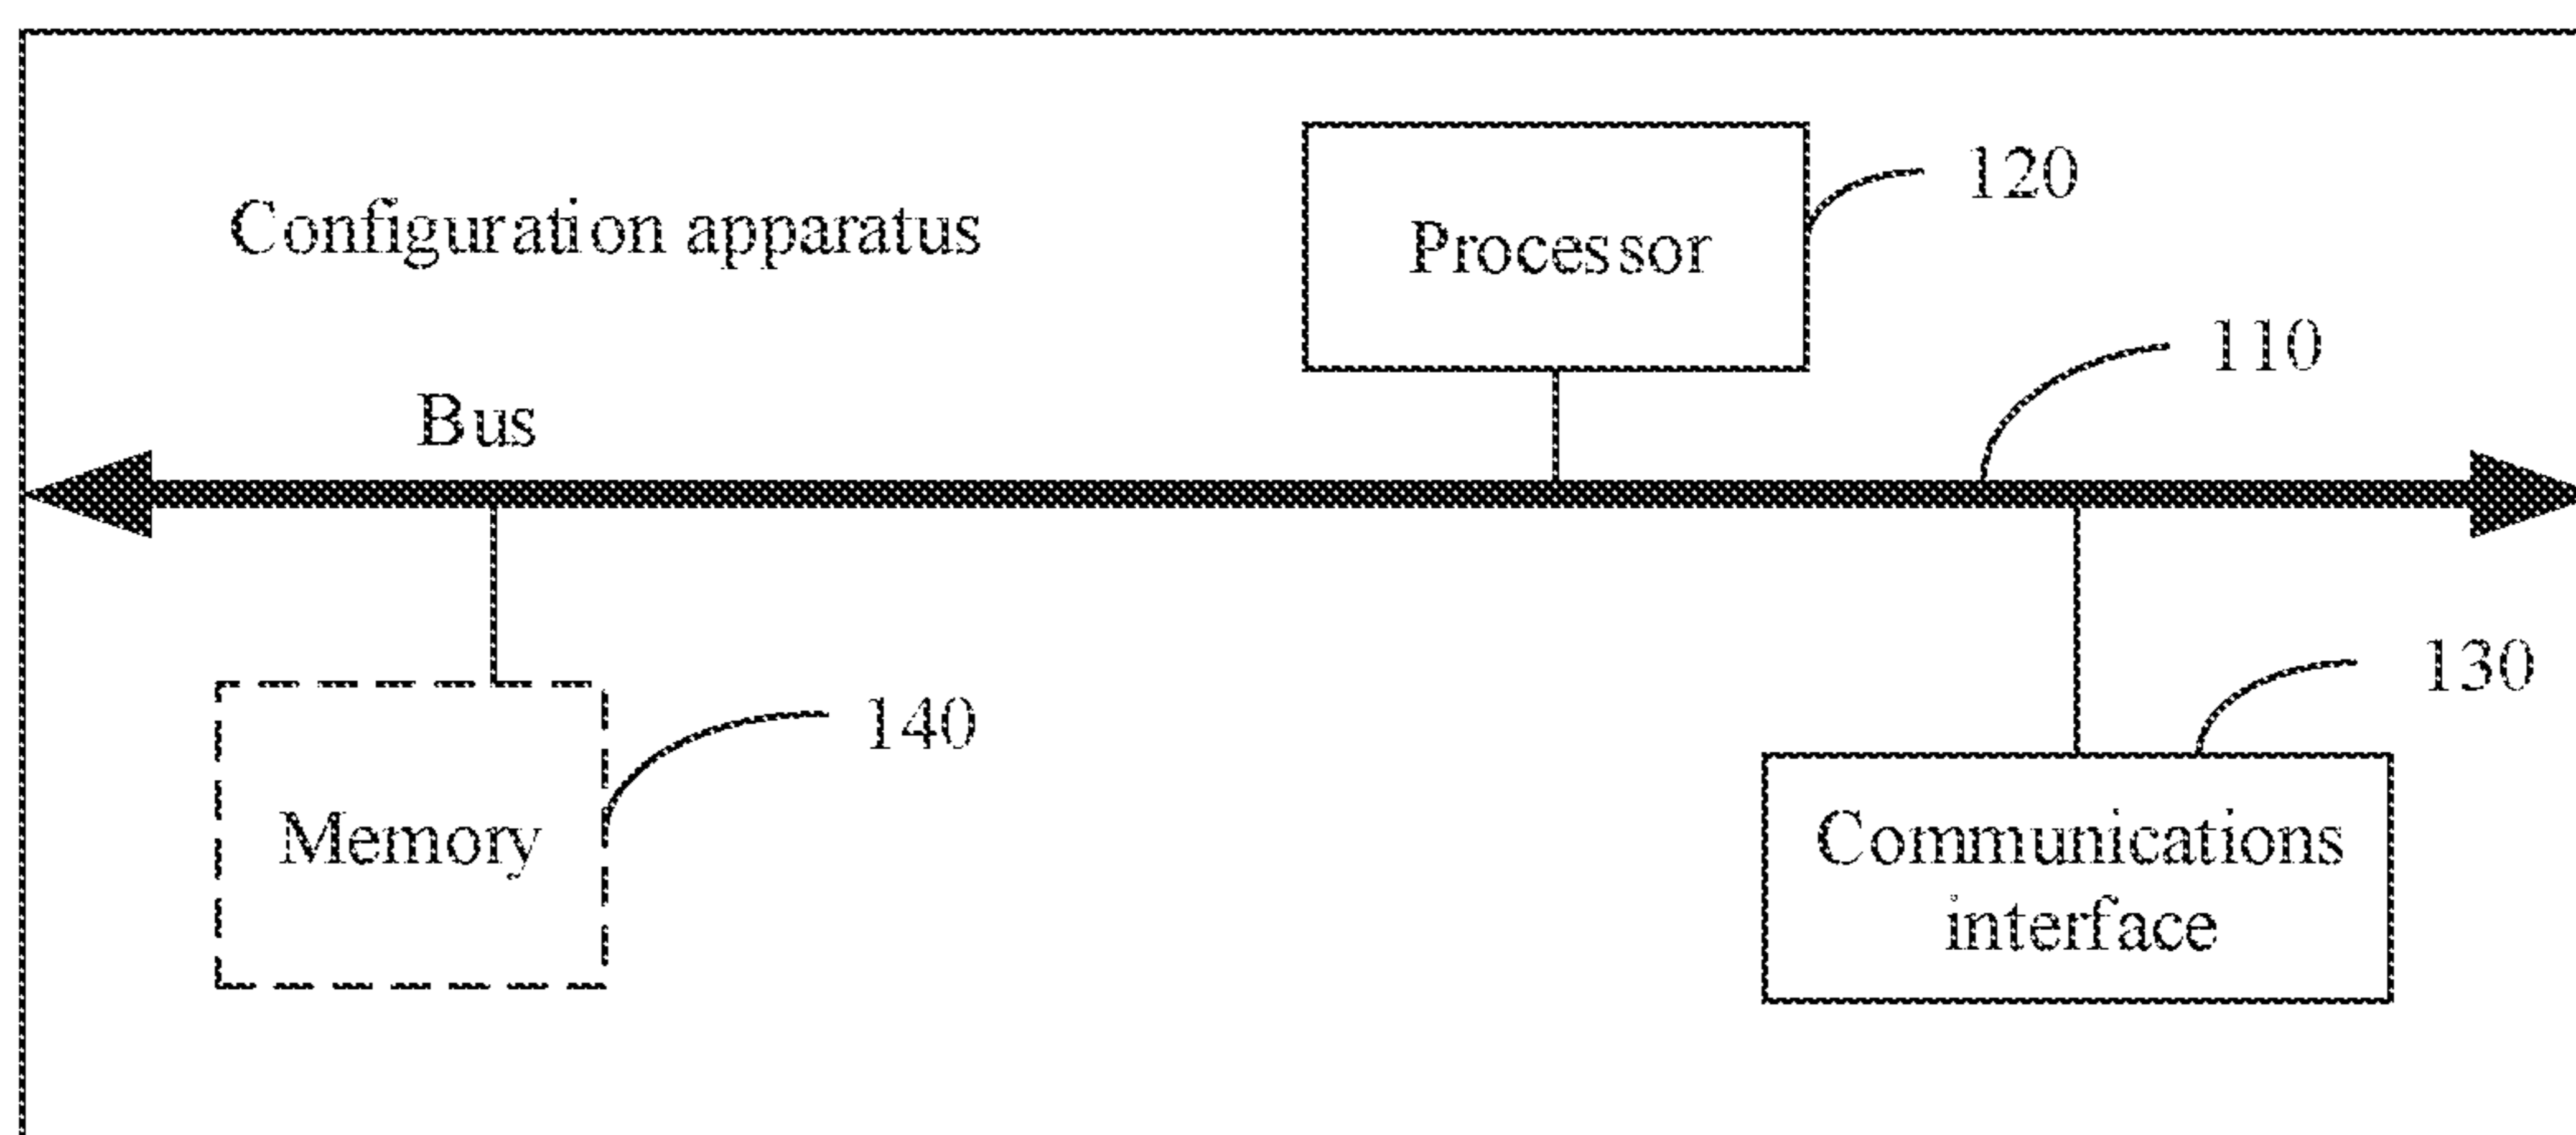 Configuration apparatus
Processor
120
110
Bus
130
140
Memory
Communications
interface